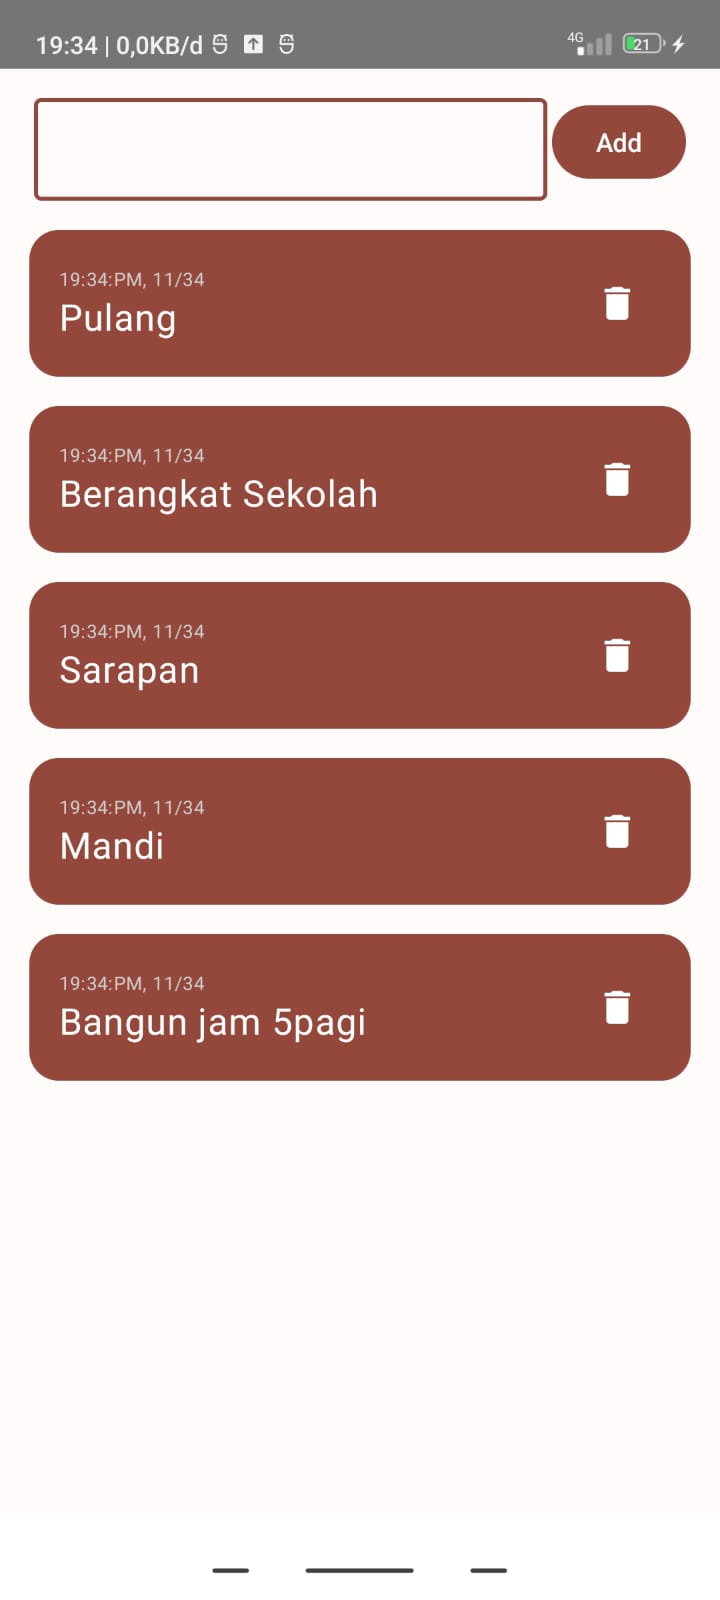 19:34 | 0,0KB/d
4G
21
Add
19:34:PM, 11/34
Pulang
19:34:PM, 11/34
Berangkat Sekolah
19:34:PM, 11/34
Sarapan
19:34:PM, 11/34
Mandi
19:34:PM, 11/34
Bangun jam 5pagi